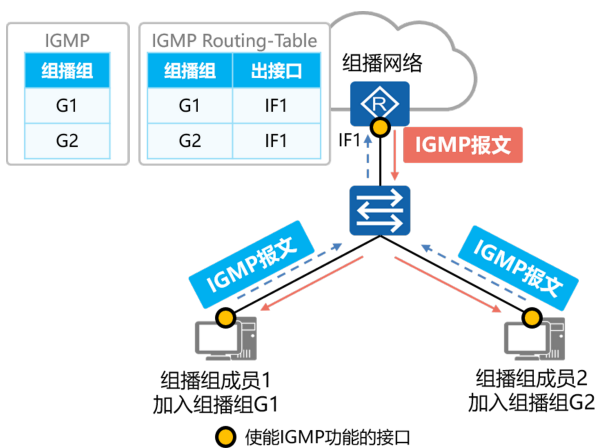 IGMP
组播组
G1
G2
IGMP Routing-Table
组播组 出接口
G1 IF1
G2 IF1
组播网络
R
IF1
IGMP报文
IGMP报文
IGMP报文
组播组成员1
加入组播组G1
组播组成员2
加入组播组G2
使能IGMP功能的接口